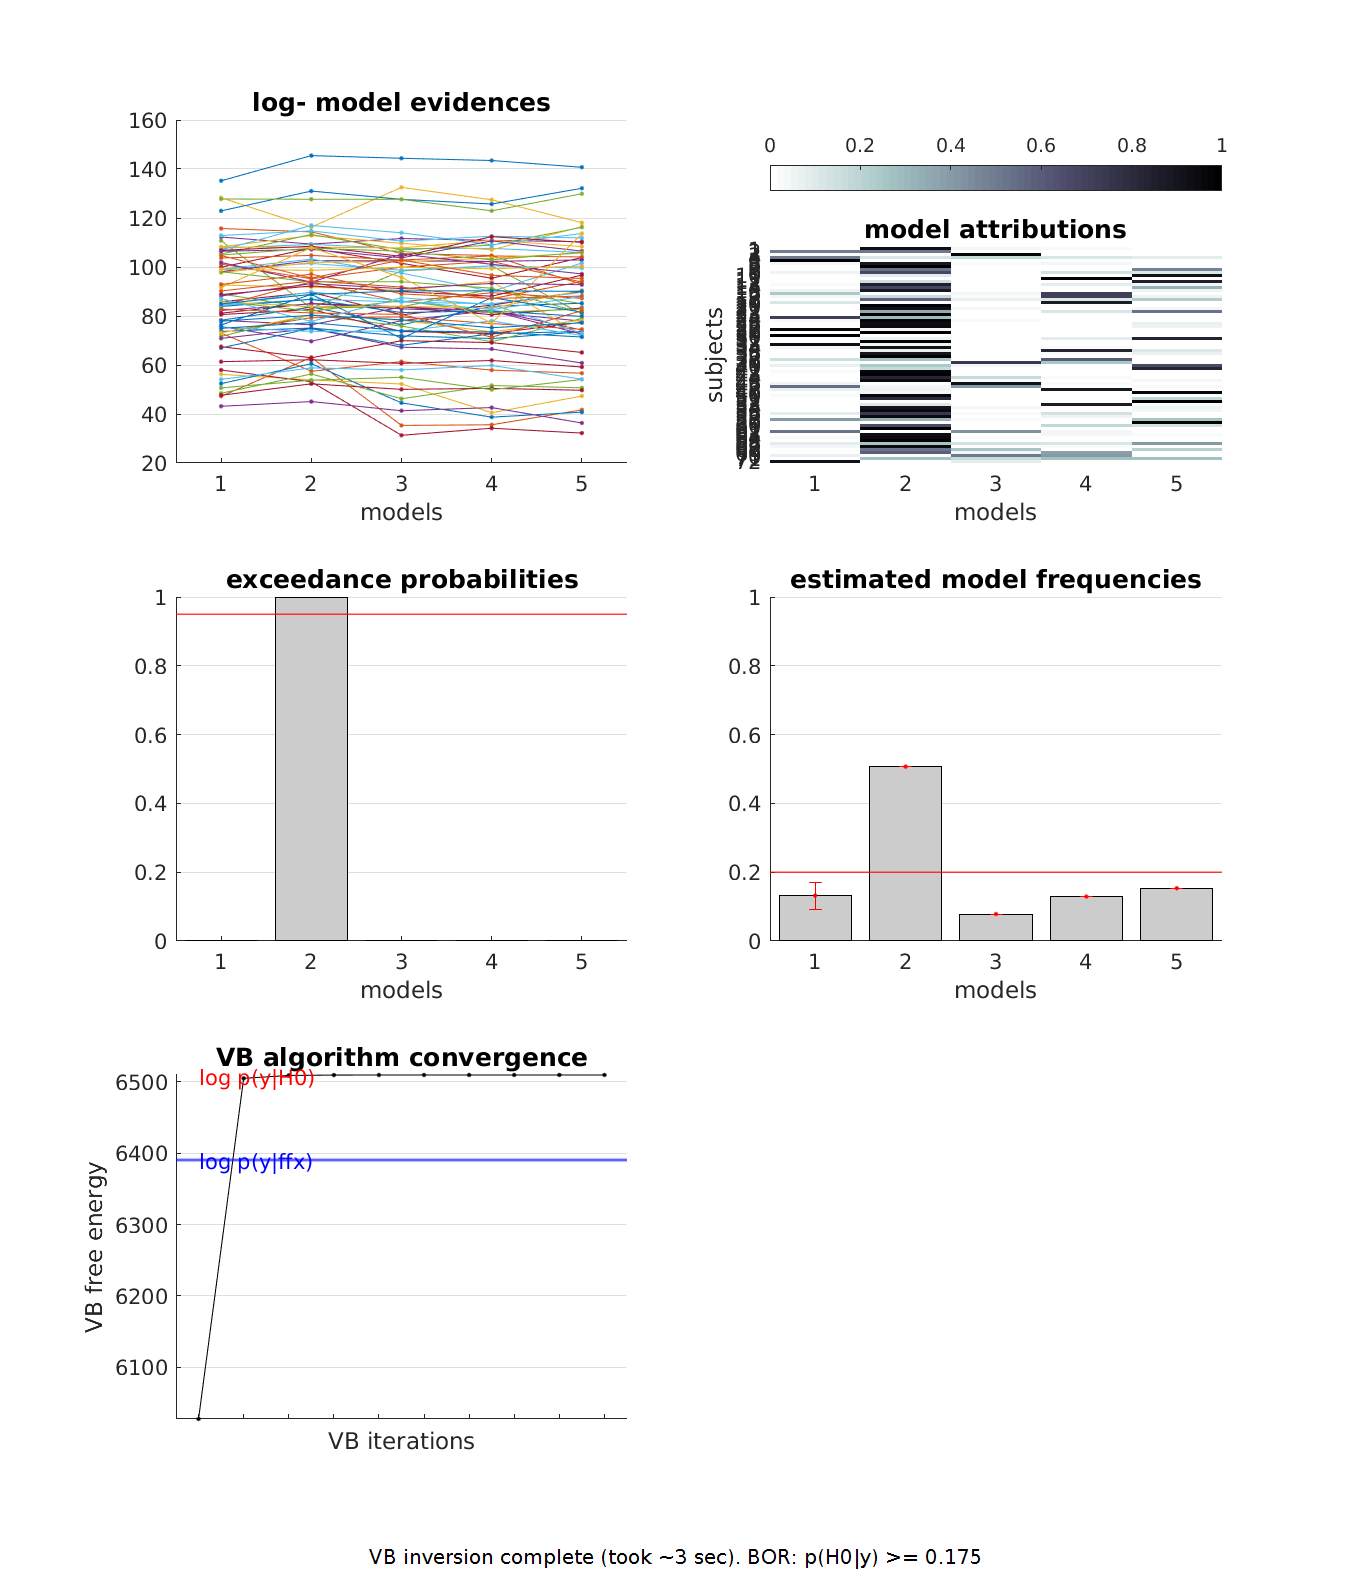 log- model evidences
160
140
120
100
80
60
40
20
1 2 3 4 5
models
0 0.2 0.4 0.6 0.8 1
model attributions
subjects
72
1 2 3 4 5
models
exceedance probabilities
1
0.8
0.6
0.4
0.2
0
1 2 3 4 5
models
estimated model frequencies
1
0.8
0.6
0.4
0.2
0
1 2 3 4 5
models
VB algorithm convergence
log p(y|H0)
log p(y|ffx)
6500
6400
6300
6200
6100
VB free energy
VB iterations
VB inversion complete (took ~3 sec). BOR: p(H0|y) >= 0.175